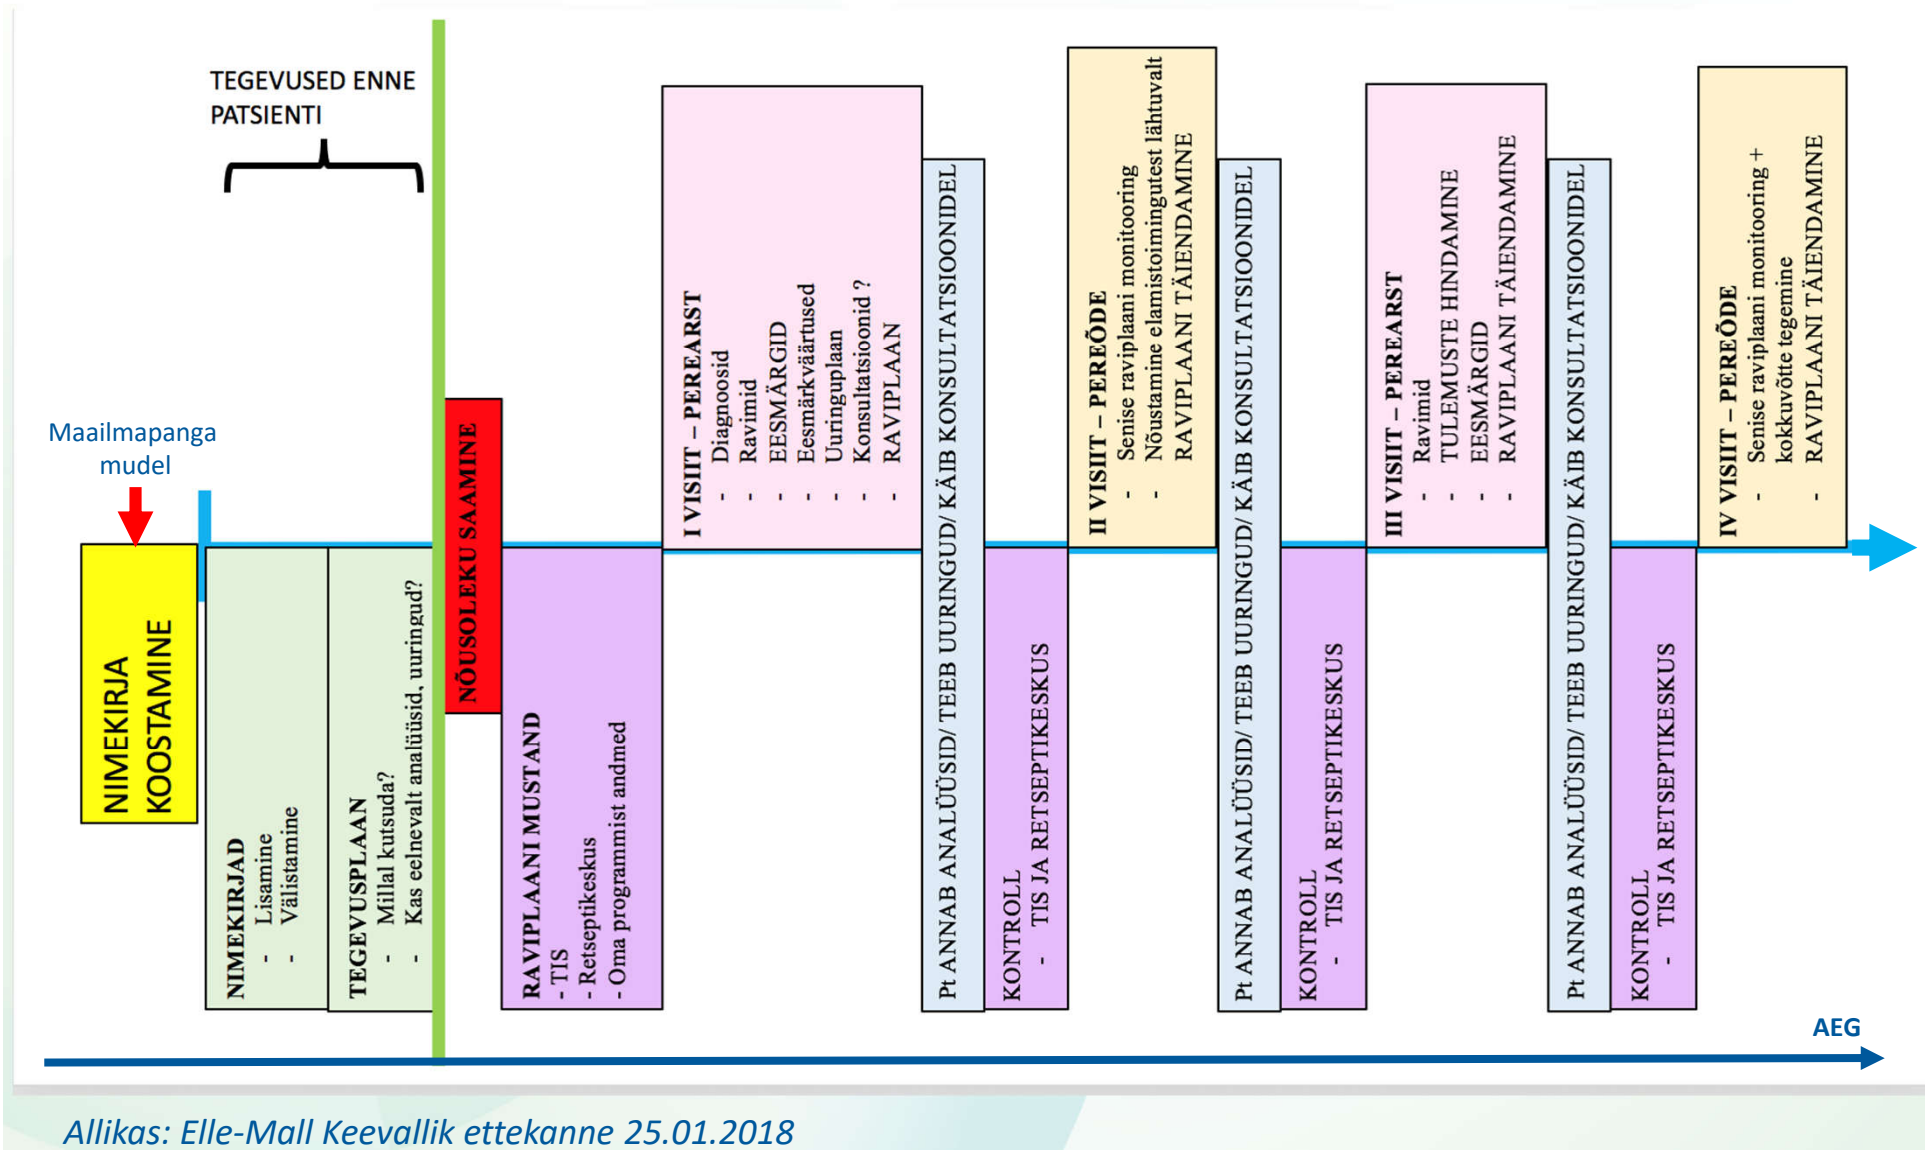 TEGEVUSED ENNE
PATSIENTI
Maailmapanga
mudel
NIMEKIRJA
KOOSTAMINE
NIMEKIRJAD
- Lisamine
- Välistamine
TEGEVUSPLAAN
- Millal kutsuda?
- Kas eelnevalt analüüsid, uuringud?
NÕUSOLEKU SAAMINE
RAVIPLAANI MUSTAND
- TIS
- Retseptikeskus
- Oma programmist andmed
I VISIIT – PEREARST
- Diagnoosid
- Ravimid
- EESMÄRGID
- Eesmärkväärtused
- Uuringuplaan
- Konsultatsioonid ?
- RAVIPLAAN
Pt ANNAB ANALÜÜSID/ TEEB UURINGUD/ KÄIB KONSULTATSIOONIDEL
KONTROLL
- TIS JA RETSEPTIKESKUS
II VISIIT – PEREÕDE
- Senise raviplaani monitooring
- Nõustamine elamistoimingutest lähtuvalt
RAVIPLAANI TÄIENDAMINE
Pt ANNAB ANALÜÜSID/ TEEB UURINGUD/ KÄIB KONSULTATSIOONIDEL
KONTROLL
- TIS JA RETSEPTIKESKUS
III VISIIT – PEREARST
- Ravimid
- TULEMUSTE HINDAMINE
- EESMÄRGID
- RAVIPLAANI TÄIENDAMINE
Pt ANNAB ANALÜÜSID/ TEEB UURINGUD/ KÄIB KONSULTATSIOONIDEL
KONTROLL
- TIS JA RETSEPTIKESKUS
IV VISIIT – PEREÕDE
- Senise raviplaani monitooring +
kokkuvõtte tegemine
- RAVIPLAANI TÄIENDAMINE
AEG
Allikas: Elle-Mall Keevallik ettekanne 25.01.2018